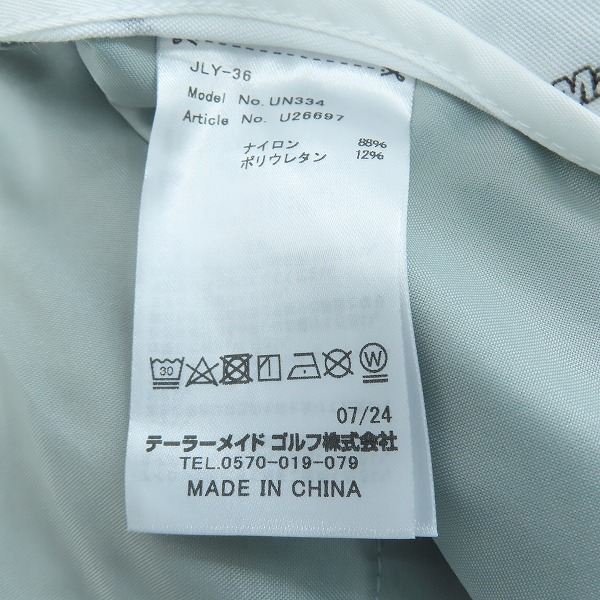 JLY-36
Model No. UN334
Article No. U26697
ナイロン 88%
ポリウレタン 12%
30 W
07/24
テーラーメイド ゴルフ株式会社
TEL.0570-019-079
MADE IN CHINA